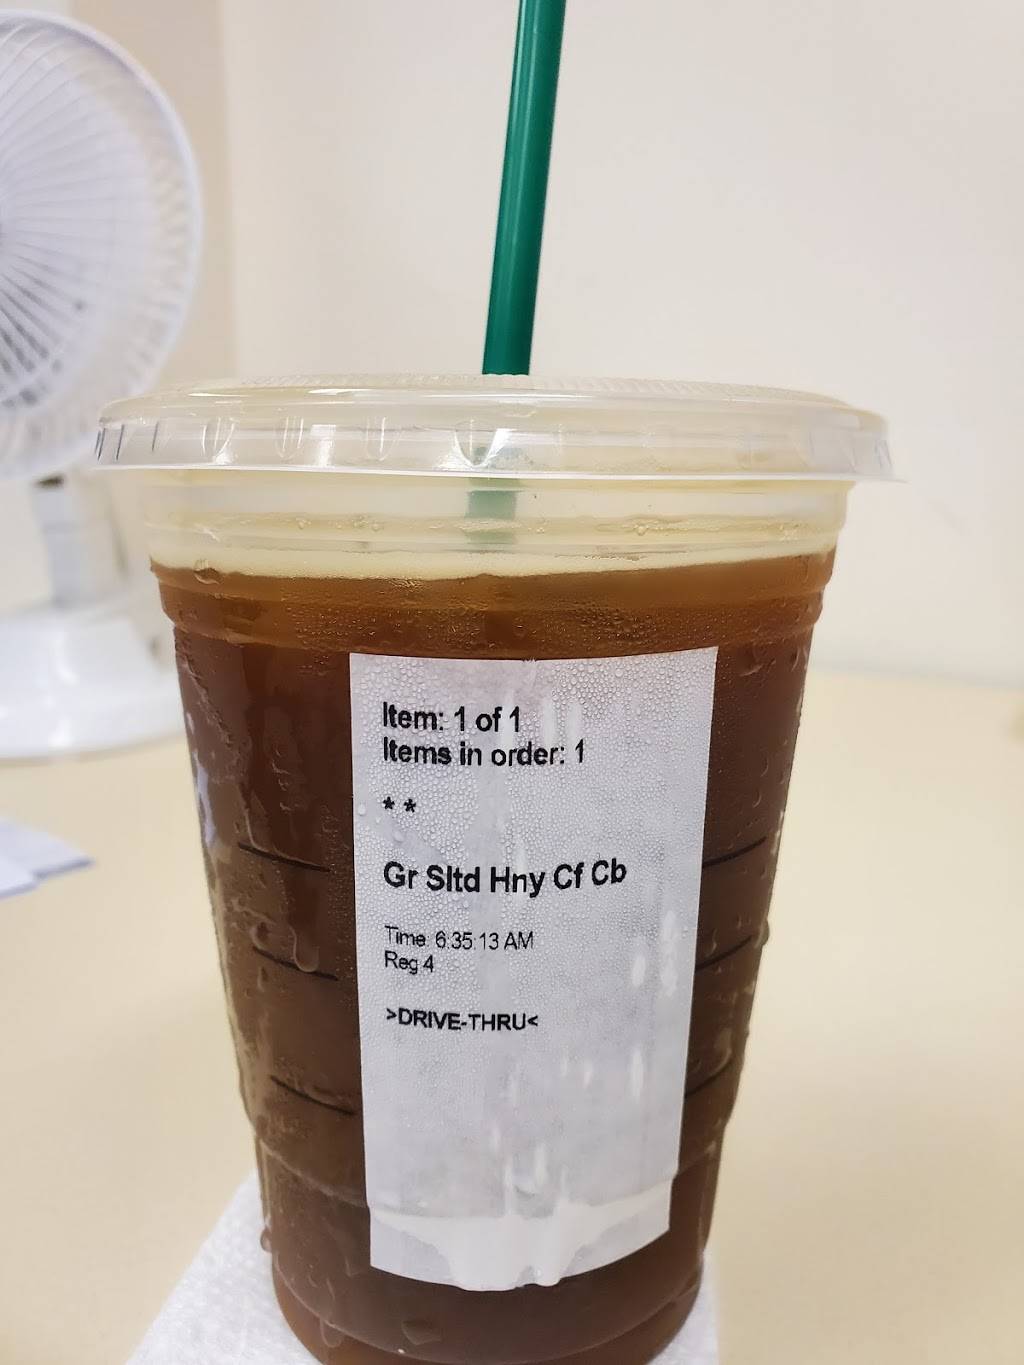 Item: 1 of 1
Items in order: 1
* *
Gr Sltd Hny Cf Cb
Time: 6:35:13 AM
Reg 4
>DRIVE-THRU<